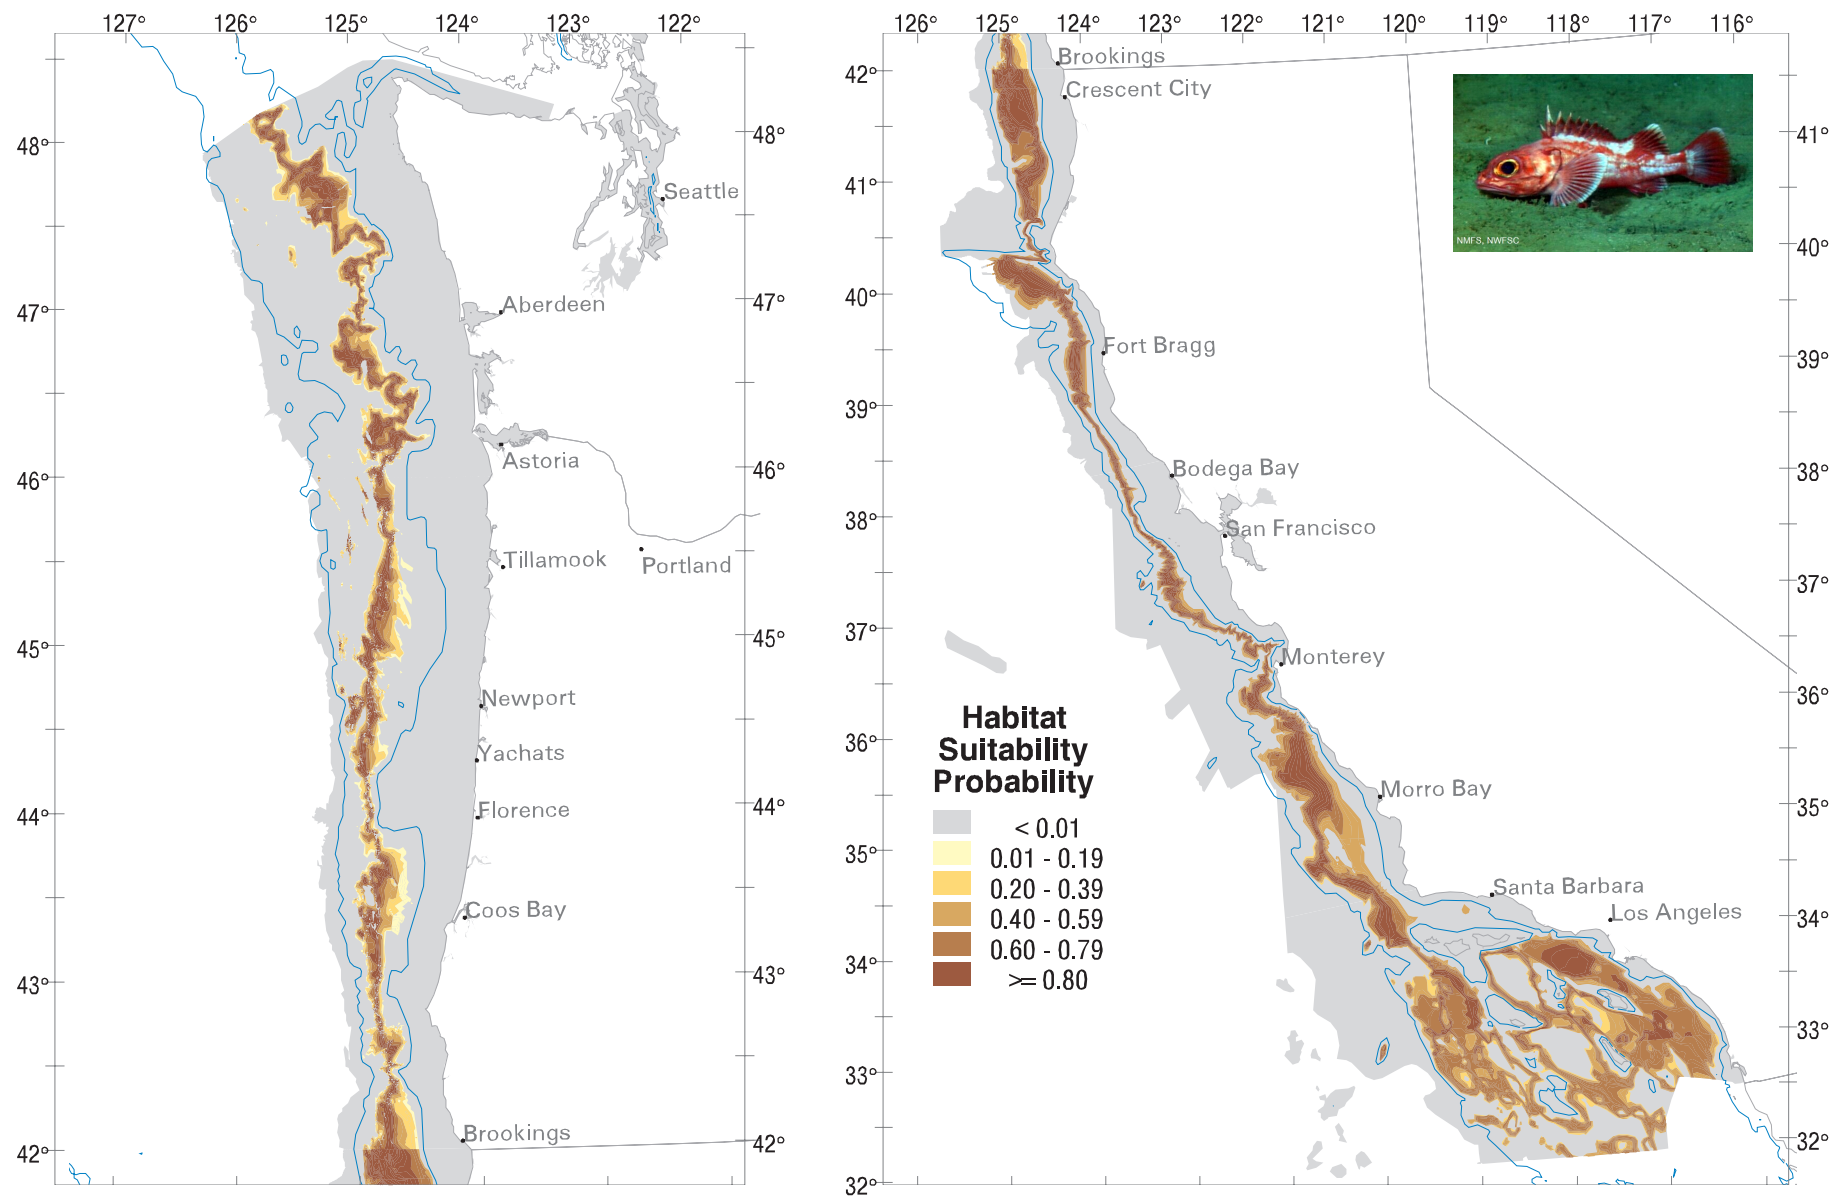 127° 126° 125° 124° 123° 122°
48° 48°
Seattle
47° 47°
Aberdeen
46° 46°
Astoria
Tillamook
Portland
45° 45°
Newport
Yachats
44° 44°
Florence
Coos Bay
43° 43°
Brookings
42° 42°
126° 125° 124° 123° 122° 121° 120° 119° 118° 117° 116°
Brookings
42°
Crescent City
41° 41°
NMFS, NWFSC
40° 40°
Fort Bragg
39° 39°
Bodega Bay
38° 38°
San Francisco
37° 37°
Monterey
36° 36°
Morro Bay
35° 35°
Santa Barbara
Los Angeles
34° 34°
33° 33°
32° 32°
Habitat
Suitability
Probability
< 0.01
0.01 - 0.19
0.20 - 0.39
0.40 - 0.59
0.60 - 0.79
>= 0.80